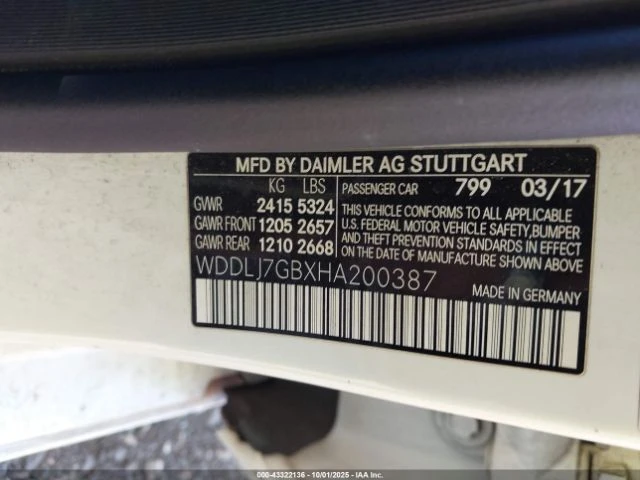 MFD BY DAIMLER AG STUTTGART
KG LBS
GVWR 2415 5324
GAWR FRONT 1205 2657
GAWR REAR 1210 2668
PASSENGER CAR 799 03/17
THIS VEHICLE CONFORMS TO ALL APPLICABLE
U.S. FEDERAL MOTOR VEHICLE SAFETY,BUMPER
AND THEFT PREVENTION STANDARDS IN EFFECT
ON THE DATE OF MANUFACTURE SHOWN ABOVE
WDDLJ7GBXHA200387
MADE IN GERMANY
000-43322136 - 10/01/2025 - IAAI.COM